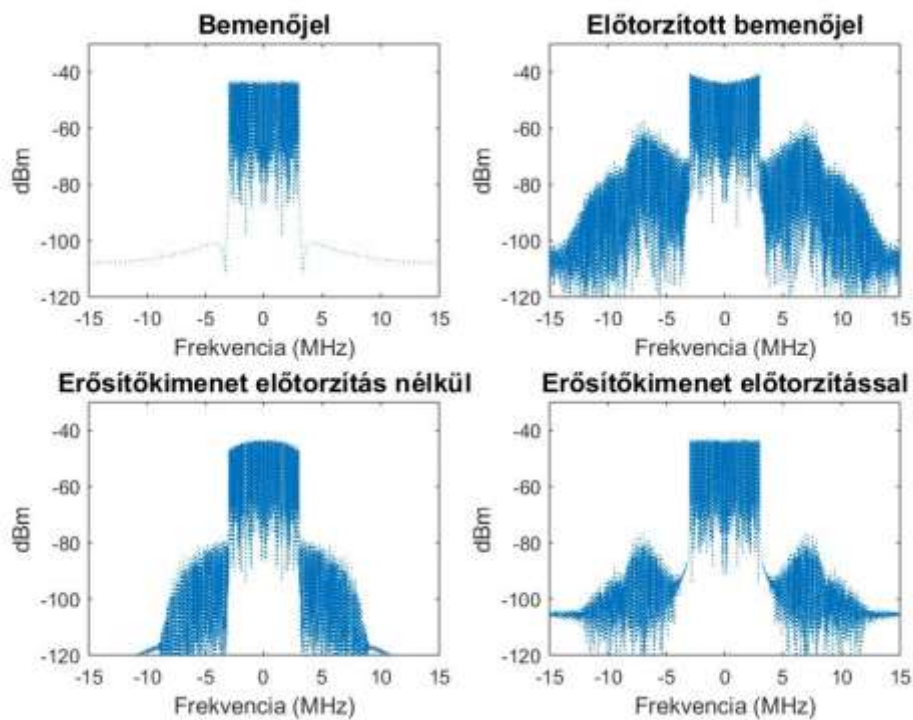 Bemenőjel
-40
-60
-80
-100
-120
dBm
-15 -10 -5 0 5 10 15
Frekvencia (MHz)
Előtorzított bemenőjel
-40
-60
-80
-100
-120
dBm
-15 -10 -5 0 5 10 15
Frekvencia (MHz)
Erősítőkimenet előtorzítás nélkül
-40
-60
-80
-100
-120
dBm
-15 -10 -5 0 5 10 15
Frekvencia (MHz)
Erősítőkimenet előtorzítással
-40
-60
-80
-100
-120
dBm
-15 -10 -5 0 5 10 15
Frekvencia (MHz)